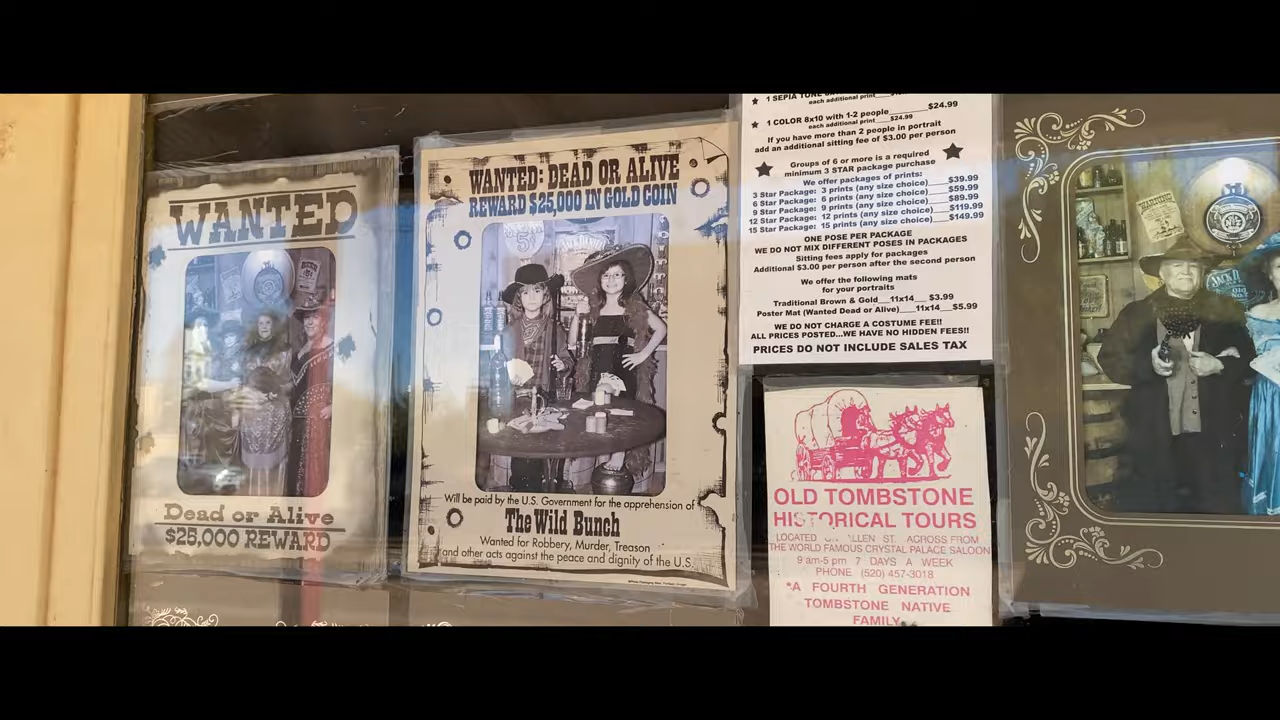 WANTED
Dead or Alive
$25,000 REWARD
WANTED: DEAD OR ALIVE
REWARD $25,000 IN GOLD COIN
Will be paid by the U.S. Government for the apprehension of
The Wild Bunch
Wanted for Robbery, Murder, Treason
and other acts against the peace and dignity of the U.S.
1 SEPIA TONE
each additional print
1 COLOR 8x10 with 1-2 people $24.99
each additional print $24.99
If you have more than 2 people in portrait
add an additional sitting fee of $3.00 per person
Groups of 6 or more is a required
minimum 3 STAR package purchase
We offer packages of prints:
3 Star Package: 3 prints (any size choice) $39.99
6 Star Package: 6 prints (any size choice) $59.99
9 Star Package: 9 prints (any size choice) $89.99
12 Star Package: 12 prints (any size choice) $119.99
15 Star Package: 15 prints (any size choice) $149.99
ONE POSE PER PACKAGE
WE DO NOT MIX DIFFERENT POSES IN PACKAGES
Sitting fees apply for packages
Additional $3.00 per person after the second person
We offer the following mats
for your portraits
Traditional Brown & Gold 11x14 $3.99
Poster Mat (Wanted Dead or Alive) 11x14 $5.99
WE DO NOT CHARGE A COSTUME FEE!!
ALL PRICES POSTED...WE HAVE NO HIDDEN FEES!!
PRICES DO NOT INCLUDE SALES TAX
OLD TOMBSTONE
HISTORICAL TOURS
LOCATED ALLEN ST. ACROSS FROM
THE WORLD FAMOUS CRYSTAL PALACE SALOON
9 am-5 pm 7 DAYS A WEEK
PHONE (520) 457-3018
*A FOURTH GENERATION
TOMBSTONE NATIVE
FAMILY
JACK D
Old